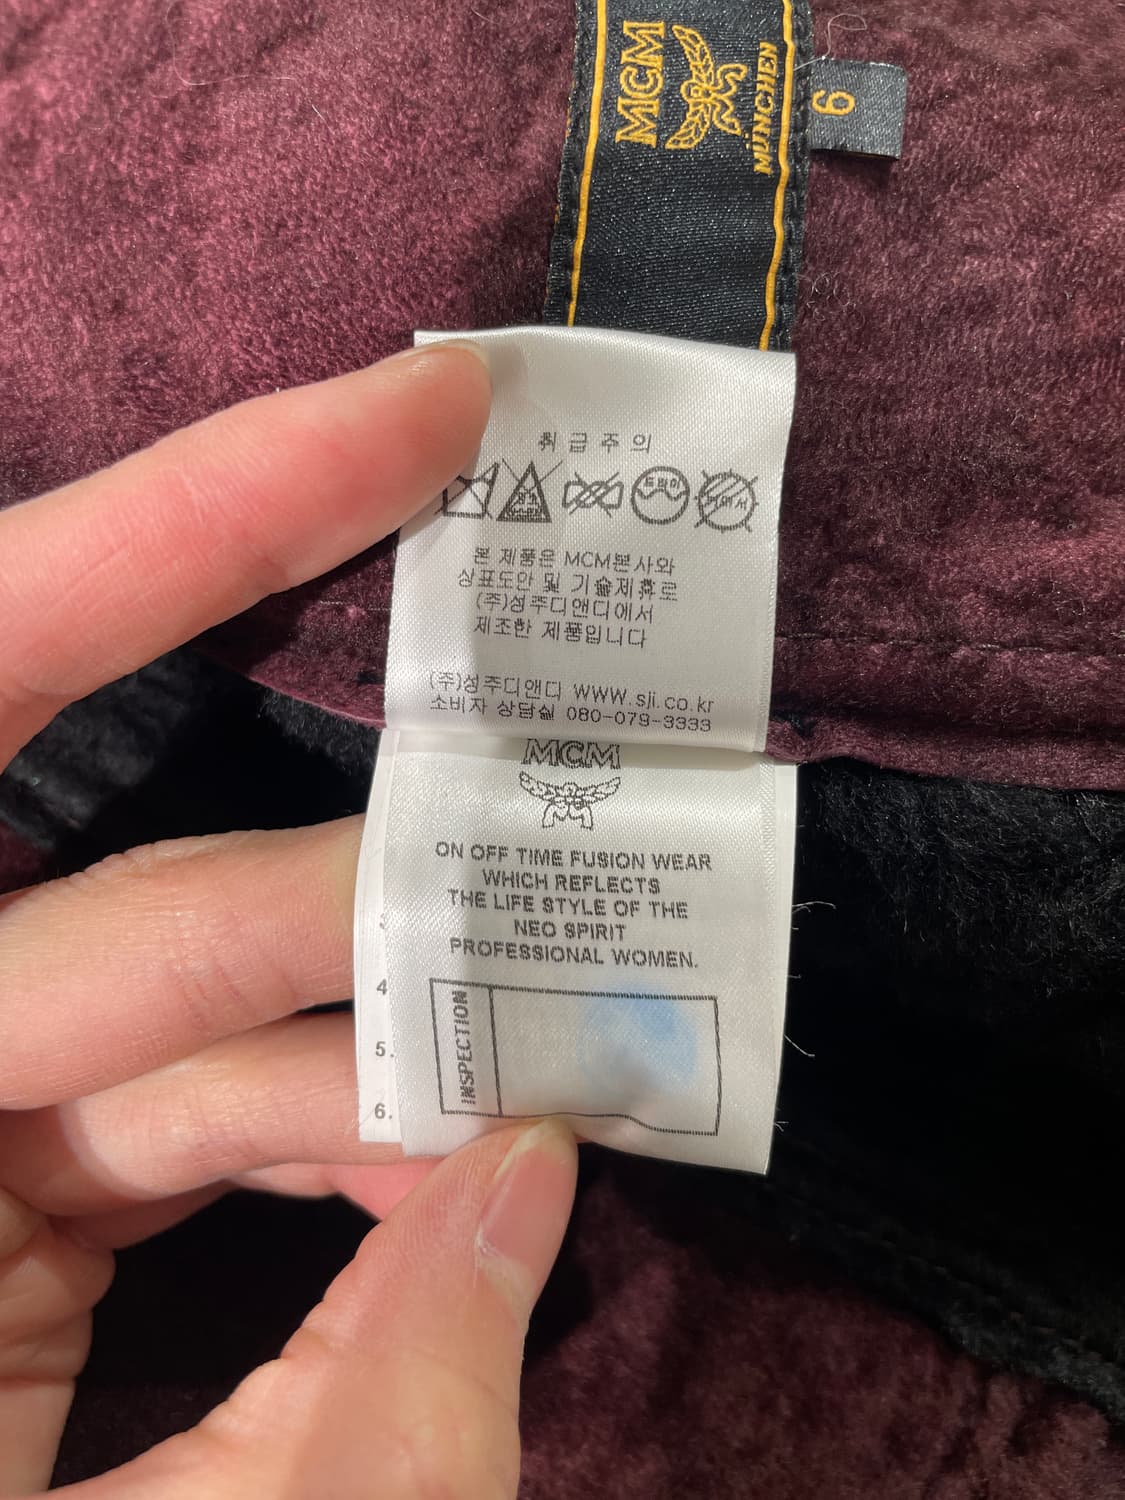 MCM
MÜNCHEN
6
취급주의
드라이
본 제품은 MCM본사와
상표도안 및 기술제휴로
(주)성주디앤디에서
제조한 제품입니다
(주)성주디앤디 www.sji.co.kr
소비자 상담실 080-079-3333
MCM
ON OFF TIME FUSION WEAR
WHICH REFLECTS
THE LIFE STYLE OF THE
NEO SPIRIT
PROFESSIONAL WOMEN.
INSPECTION
4
5.
6.